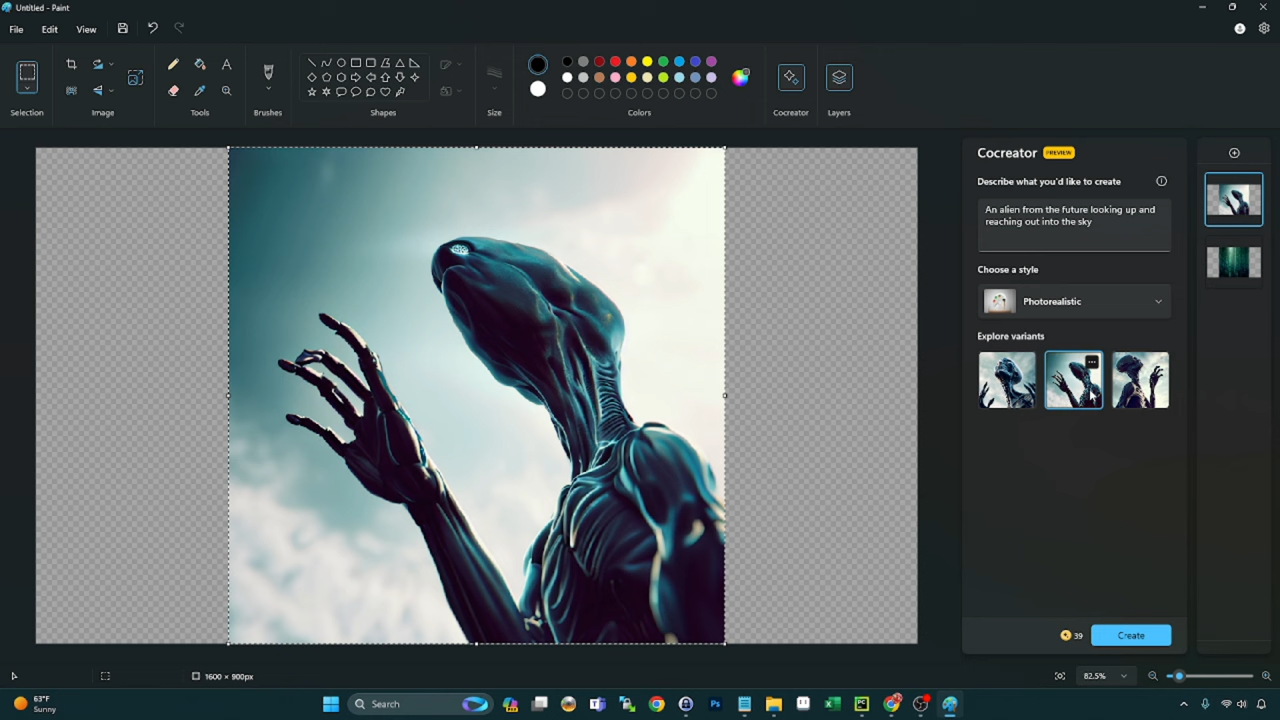 Untitled - Paint
File Edit View
Selection Image Tools Brushes Shapes Size Colors Cocreator Layers
Cocreator PREVIEW
Describe what you'd like to create
An alien from the future looking up and
reaching out into the sky
Choose a style
Photorealistic
Explore variants
39 Create
1600 × 900px 82.5%
63°F
Sunny
Search